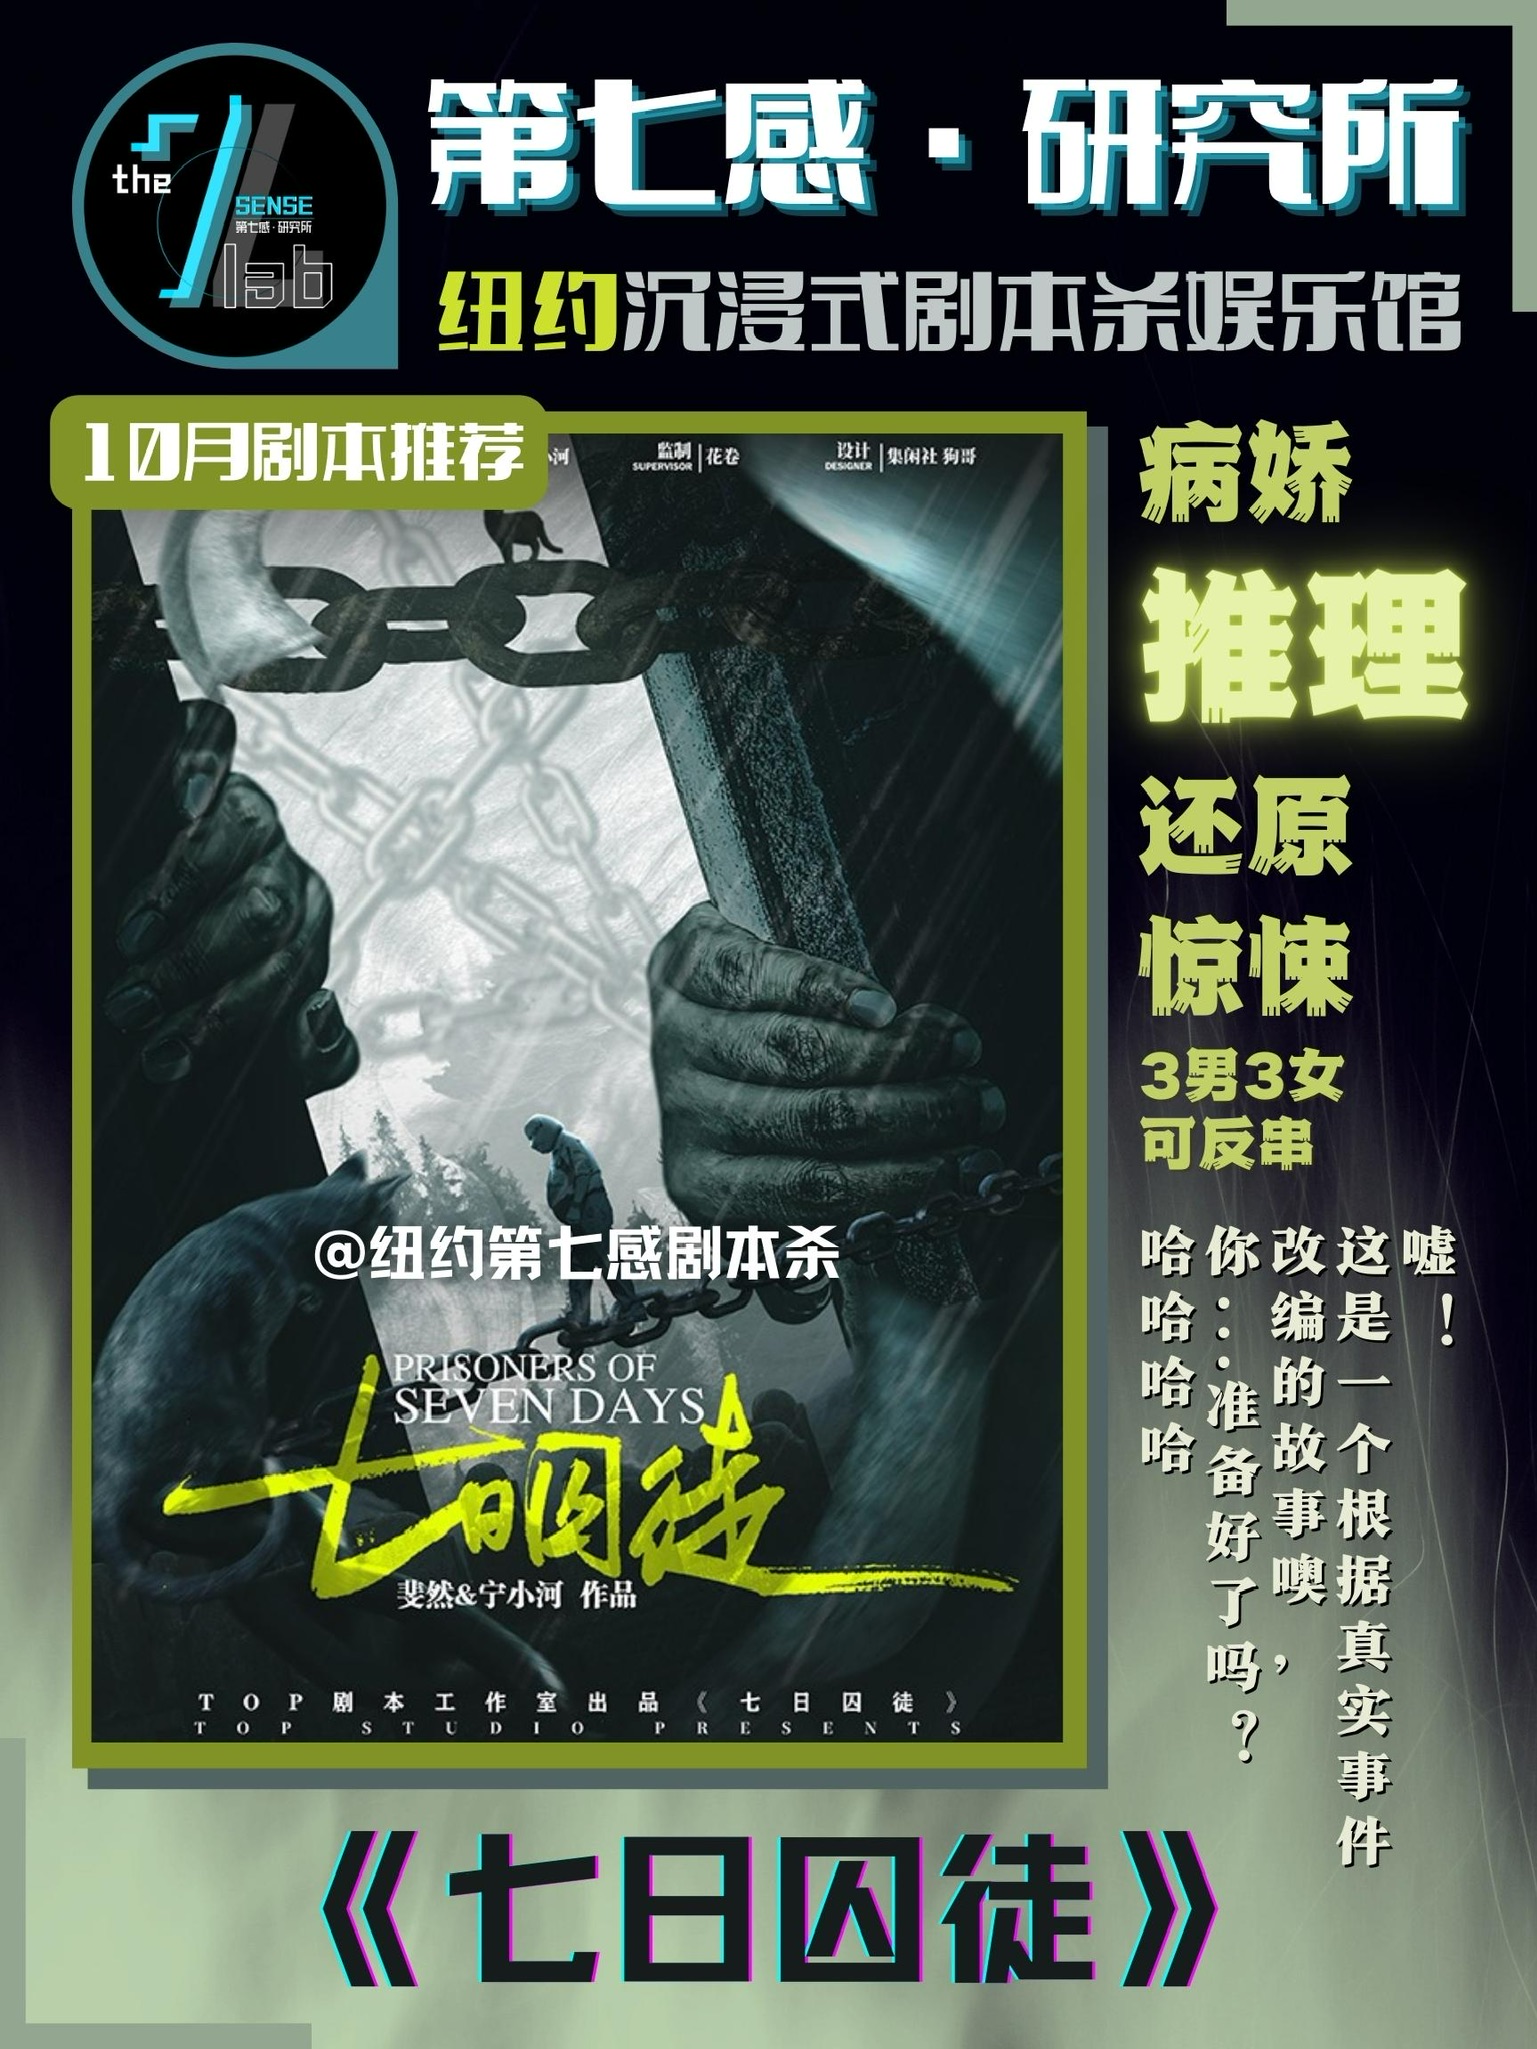 the
SENSE
第七感·研究所
lab
第七感·研究所
纽约沉浸式剧本杀娱乐馆
10月剧本推荐
小河
监制
SUPERVISOR
花卷
设计
DESIGNER
集闲社 狗哥
病娇
推理
还原
惊悚
3男3女
可反串
嘘！
这是一个根据真实事件
改编的故事噢，
你：准备好了吗？
哈哈哈哈
@纽约第七感剧本杀
PRISONERS OF
SEVEN DAYS
七日囚徒
斐然&宁小河 作品
TOP剧本工作室出品《七日囚徒》
TOP STUDIO PRESENTS
《七日囚徒》